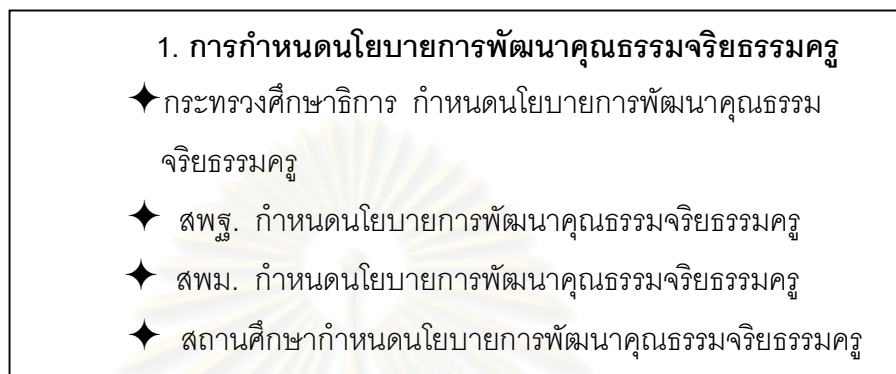 1. การกำหนดนโยบายการพัฒนาคุณธรรมจริยธรรมครู
✦กระทรวงศึกษาธิการ กำหนดนโยบายการพัฒนาคุณธรรม
จริยธรรมครู
✦ สพฐ. กำหนดนโยบายการพัฒนาคุณธรรมจริยธรรมครู
✦ สพม. กำหนดนโยบายการพัฒนาคุณธรรมจริยธรรมครู
✦ สถานศึกษากำหนดนโยบายการพัฒนาคุณธรรมจริยธรรมครู